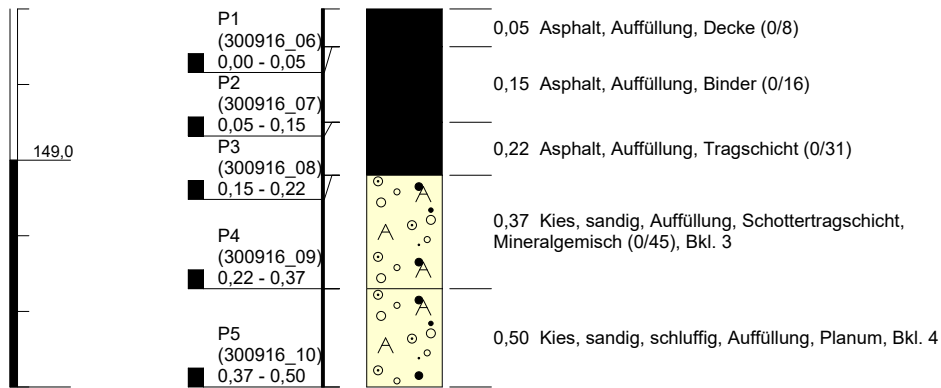 149,0
P1
(300916_06)
0,00 - 0,05
P2
(300916_07)
0,05 - 0,15
P3
(300916_08)
0,15 - 0,22
P4
(300916_09)
0,22 - 0,37
P5
(300916_10)
0,37 - 0,50
0,05 Asphalt, Auffüllung, Decke (0/8)
0,15 Asphalt, Auffüllung, Binder (0/16)
0,22 Asphalt, Auffüllung, Tragschicht (0/31)
0,37 Kies, sandig, Auffüllung, Schottertragschicht,
Mineralgemisch (0/45), Bkl. 3
0,50 Kies, sandig, schluffig, Auffüllung, Planum, Bkl. 4